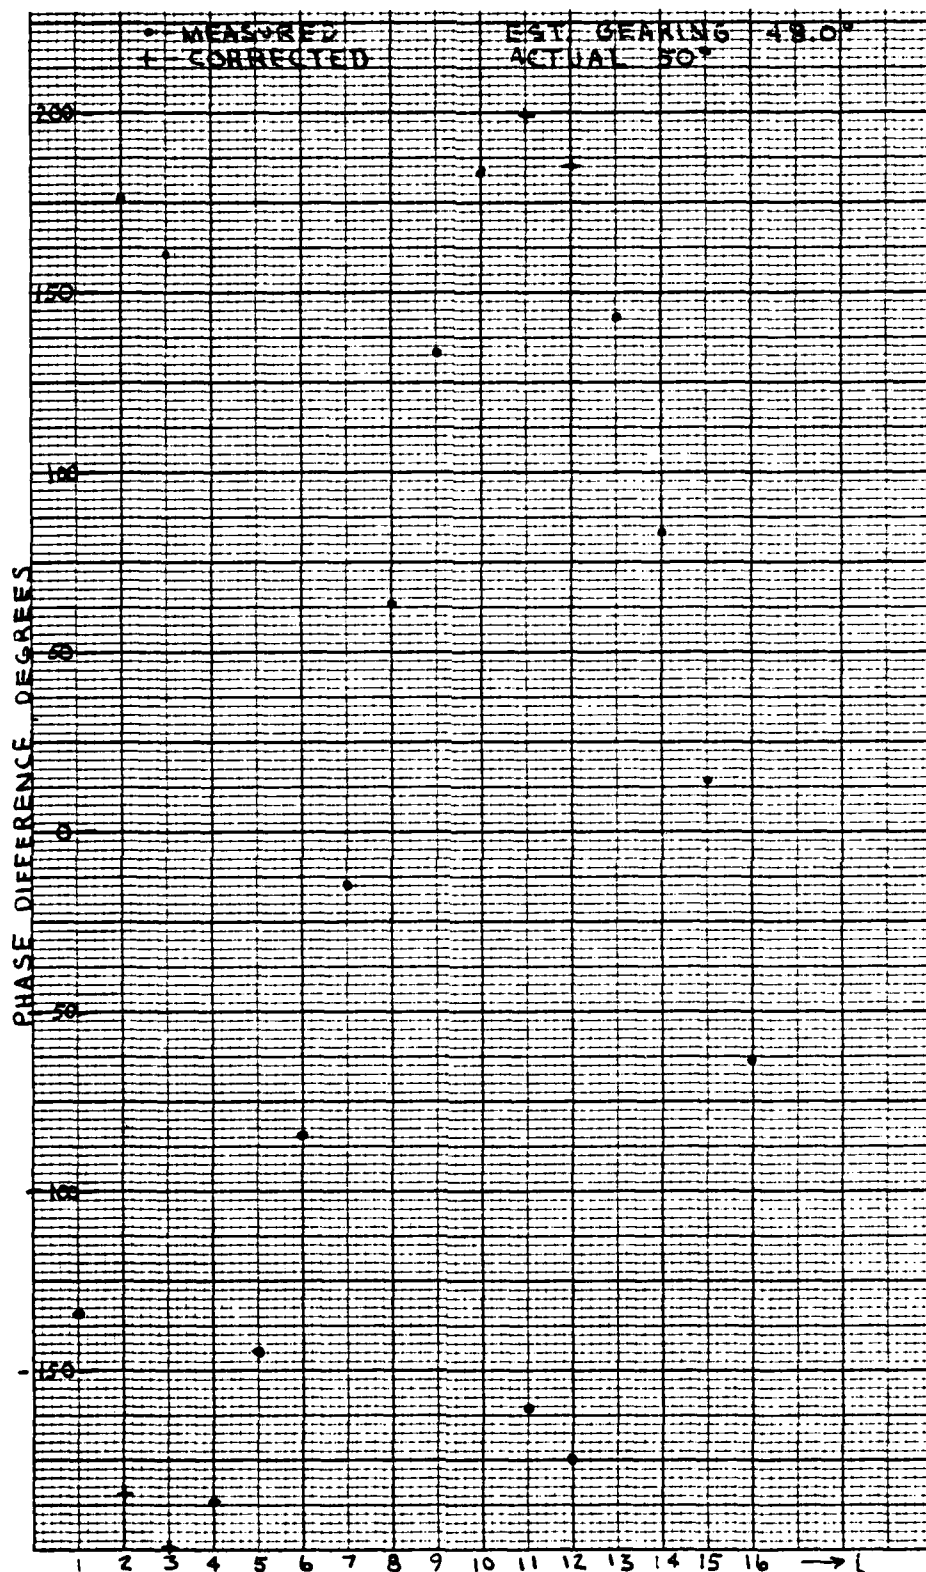 • MEASURED
+ CORRECTED
EST. GEARING 48.0°
ACTUAL 50°
PHASE DIFFERENCE, DEGREES
200
150
100
50
0
50
-100
-150
1 2 3 4 5 6 7 8 9 10 11 12 13 14 15 16 → L